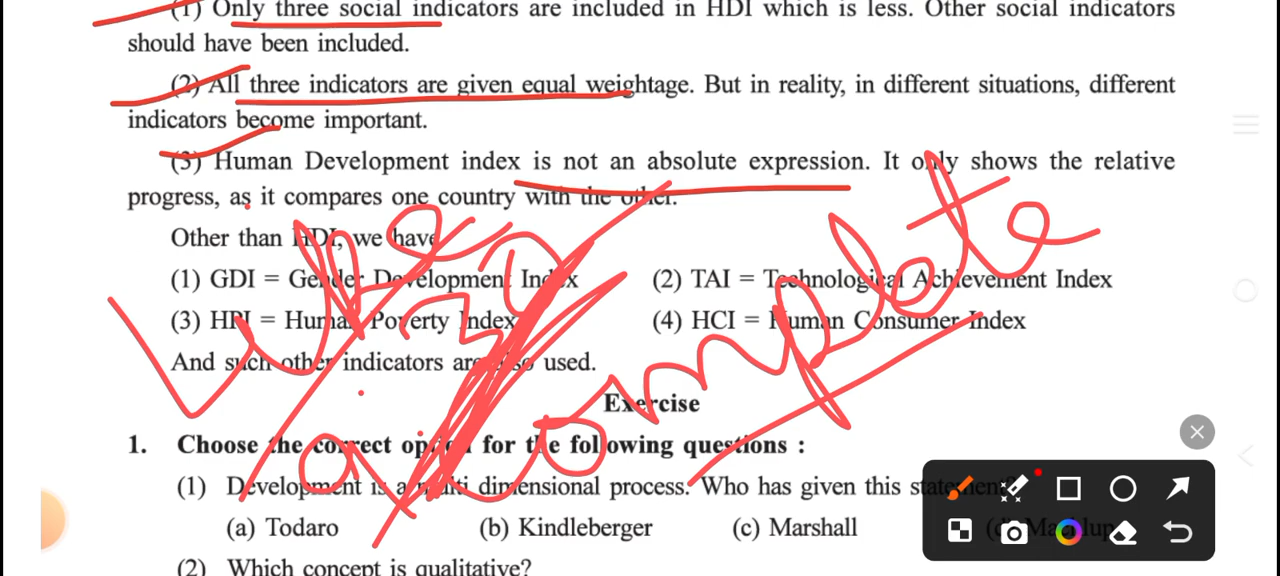 (1) Only three social indicators are included in HDI which is less. Other social indicators
should have been included.
(2) All three indicators are given equal weightage. But in reality, in different situations, different
indicators become important.
(3) Human Development index is not an absolute expression. It only shows the relative
progress, as it compares one country with the other.
Other than HDI, we have
(1) GDI = Gender Development Index
(2) TAI = Technological Achievement Index
(3) HPI = Human Poverty Index
(4) HCI = Human Consumer Index
And such other indicators are also used.
complete
Exercise
1. Choose the correct option for the following questions :
(1) Development is a multi dimensional process. Who has given this statement
(a) Todaro (b) Kindleberger (c) Marshall
(2) Which concept is qualitative?